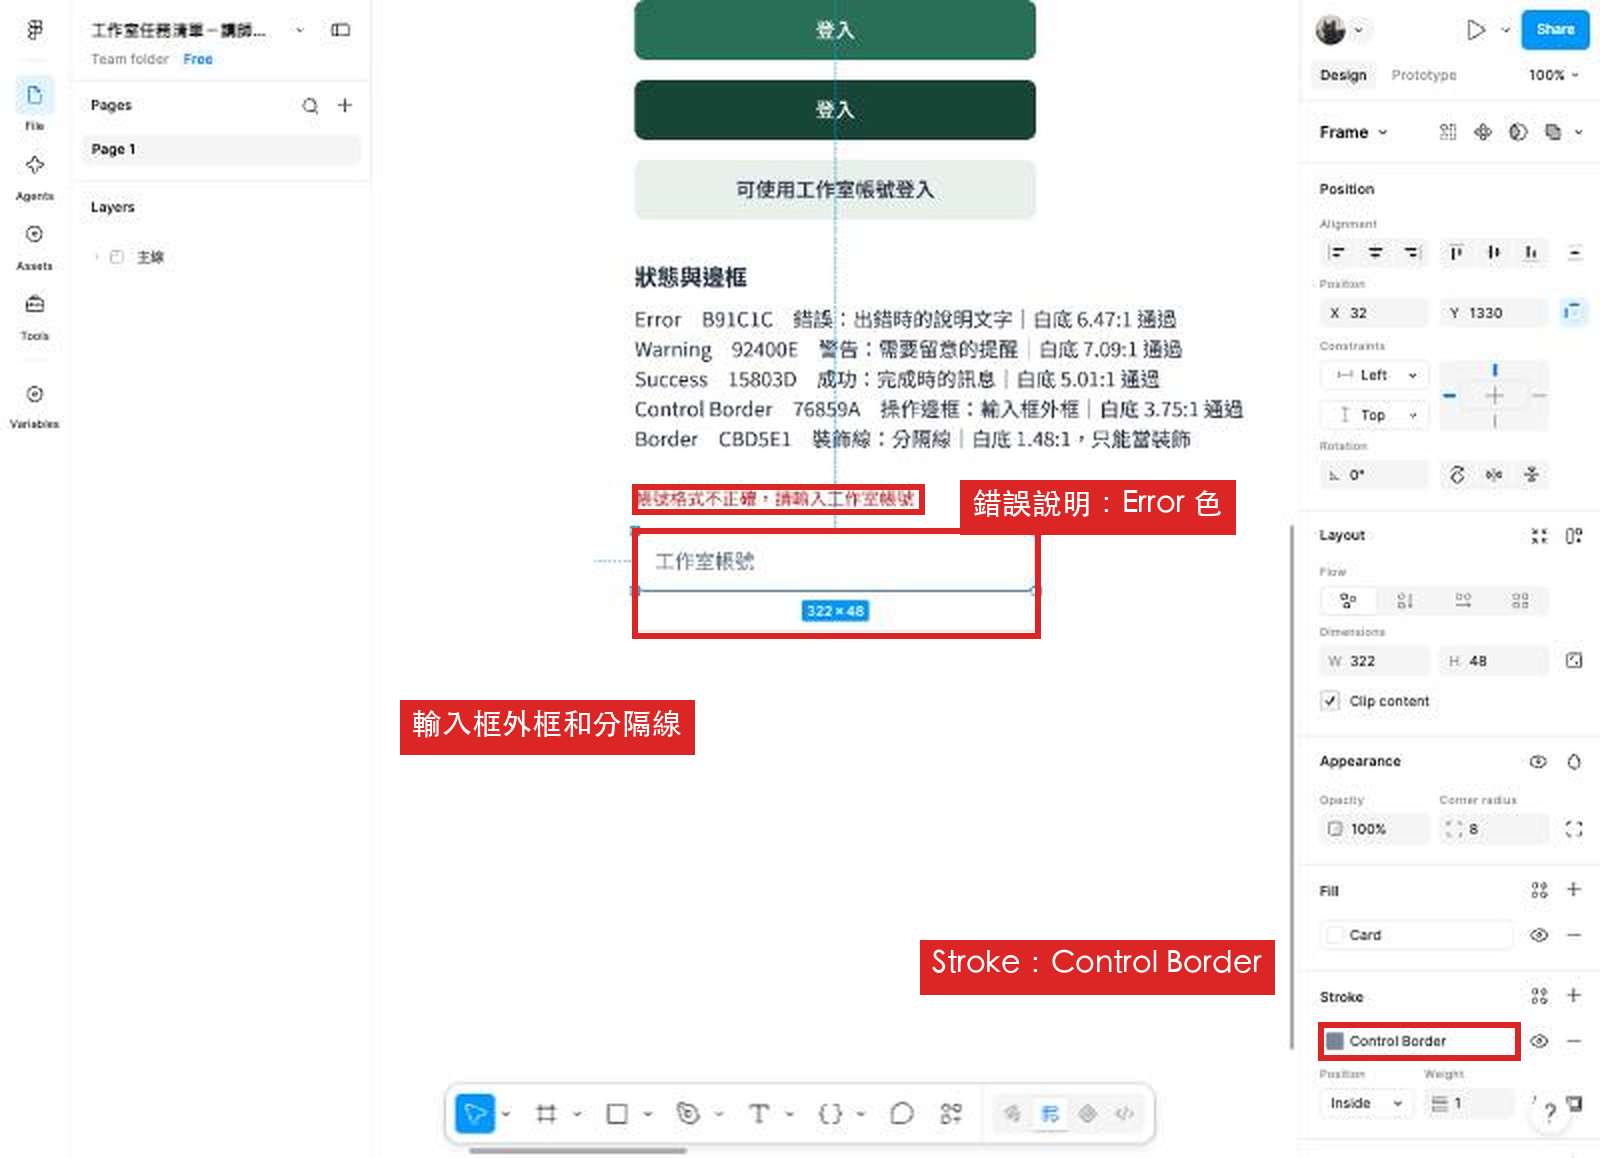 工作室任務清單－講師...
Team folder Free
File
Pages
Page 1
Agents
Layers
Assets
主線
Tools
Variables
登入
登入
可使用工作室帳號登入
狀態與邊框
Error B91C1C 錯誤：出錯時的說明文字｜白底 6.47:1 通過
Warning 92400E 警告：需要留意的提醒｜白底 7.09:1 通過
Success 15803D 成功：完成時的訊息｜白底 5.01:1 通過
Control Border 76859A 操作邊框：輸入框外框｜白底 3.75:1 通過
Border CBD5E1 裝飾線：分隔線｜白底 1.48:1，只能當裝飾
帳號格式不正確，請輸入工作室帳號
錯誤說明：Error 色
工作室帳號
322 × 48
輸入框外框和分隔線
Stroke：Control Border
Share
Design Prototype 100%
Frame
Position
Alignment
Position
X 32 Y 1330
Constraints
Left
Top
Rotation
0°
Layout
Flow
Dimensions
W 322 H 48
Clip content
Appearance
Opacity Corner radius
100% 8
Fill
Card
Stroke
Control Border
Position Weight
Inside 1
?